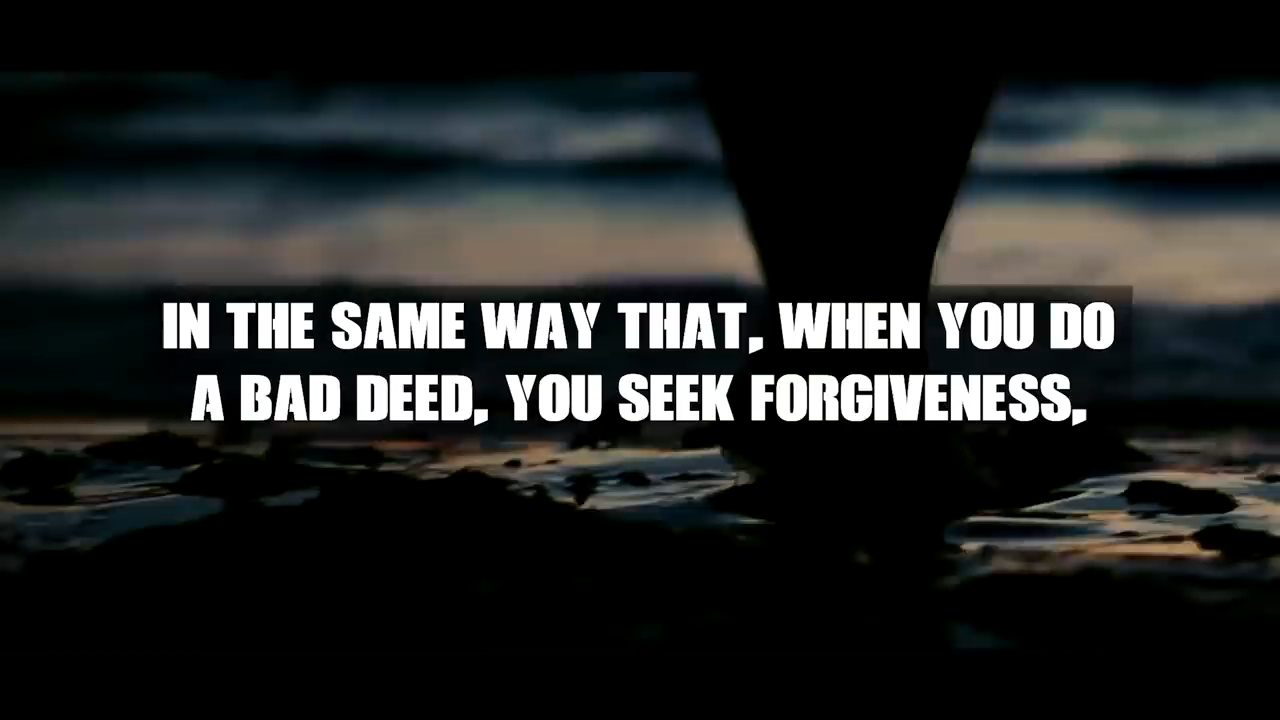 IN THE SAME WAY THAT, WHEN YOU DO
A BAD DEED, YOU SEEK FORGIVENESS,